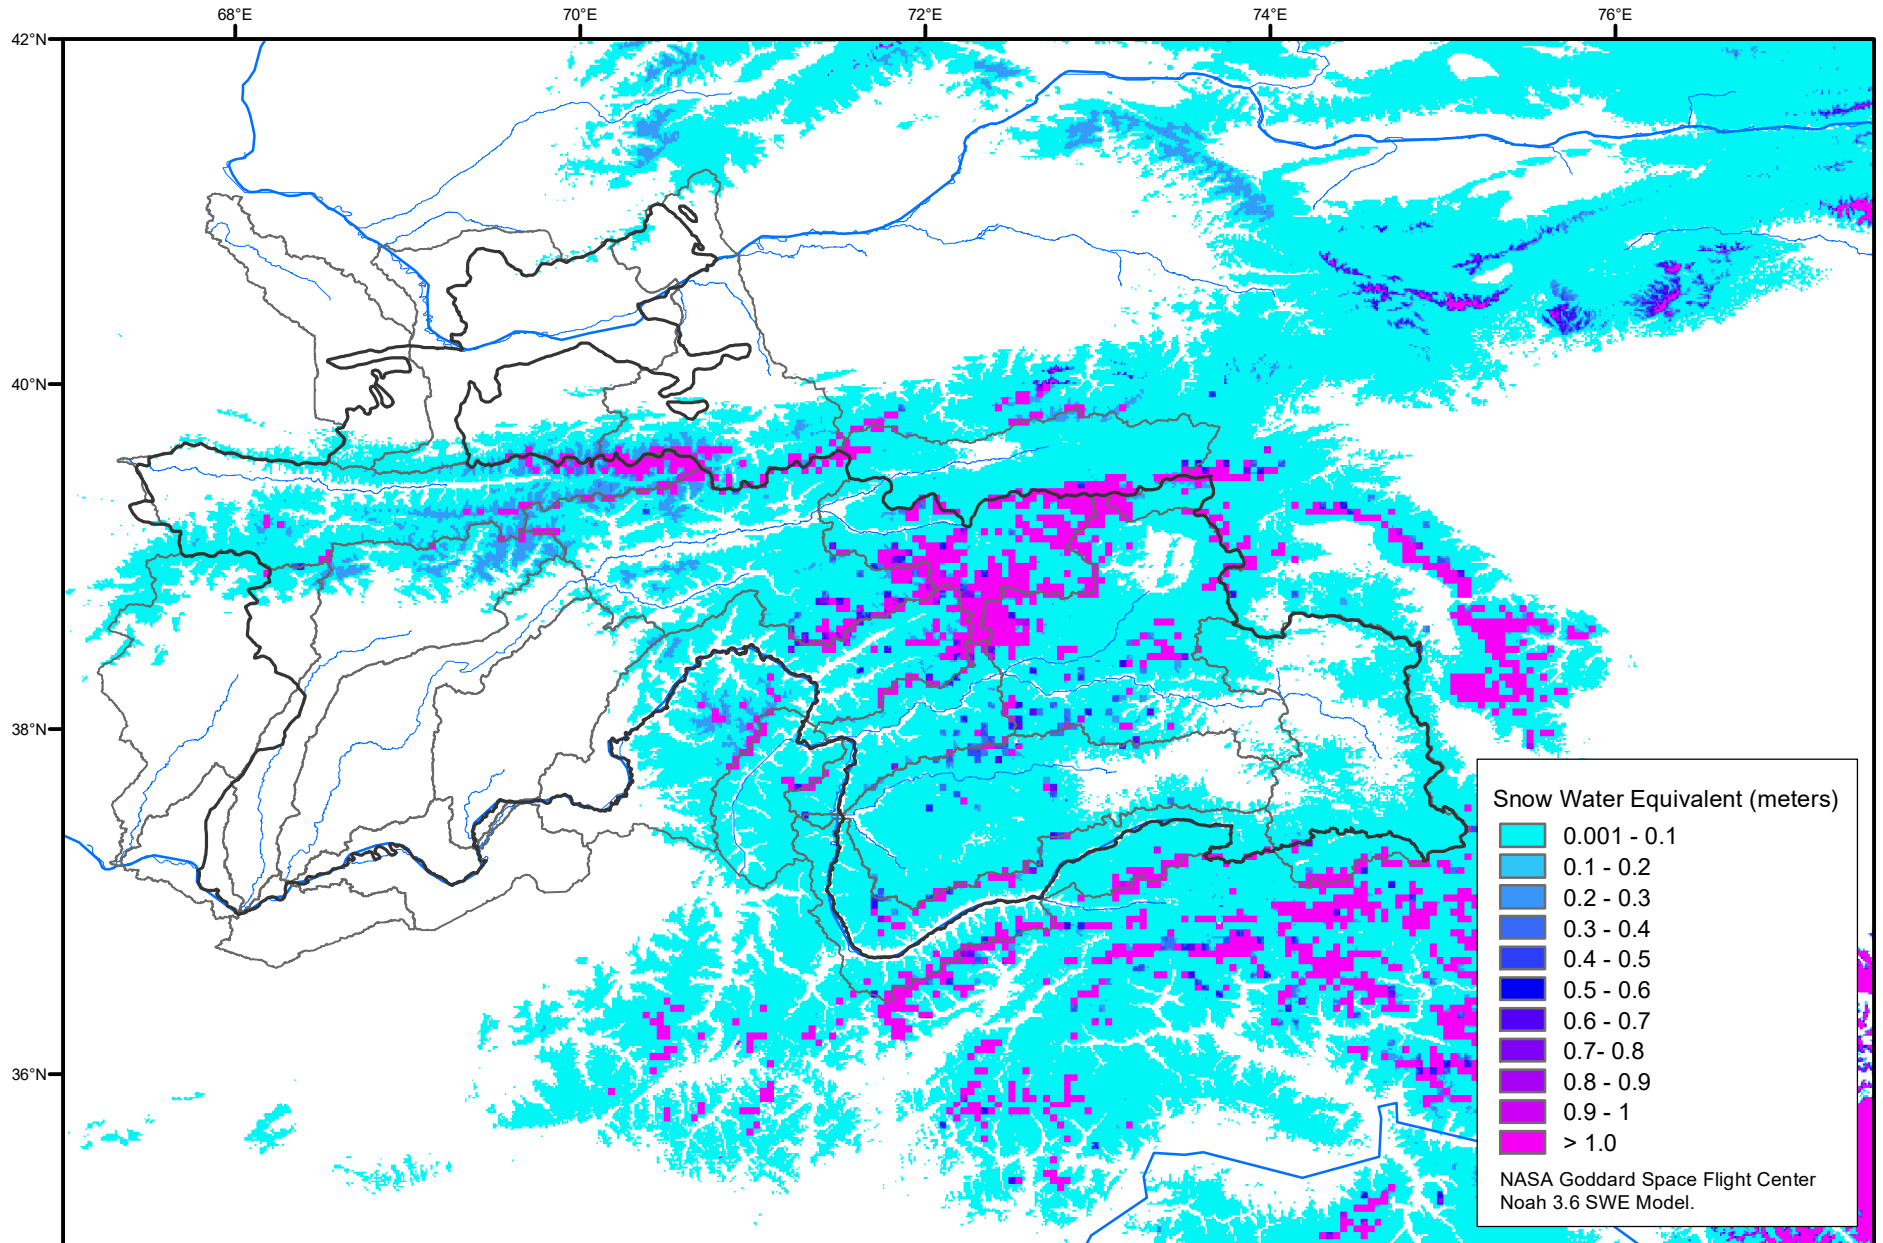 68°E
70°E
72°E
74°E
76°E
42°N
40°N
38°N
36°N
Snow Water Equivalent (meters)
0.001 - 0.1
0.1 - 0.2
0.2 - 0.3
0.3 - 0.4
0.4 - 0.5
0.5 - 0.6
0.6 - 0.7
0.7- 0.8
0.8 - 0.9
0.9 - 1
> 1.0
NASA Goddard Space Flight Center
Noah 3.6 SWE Model.